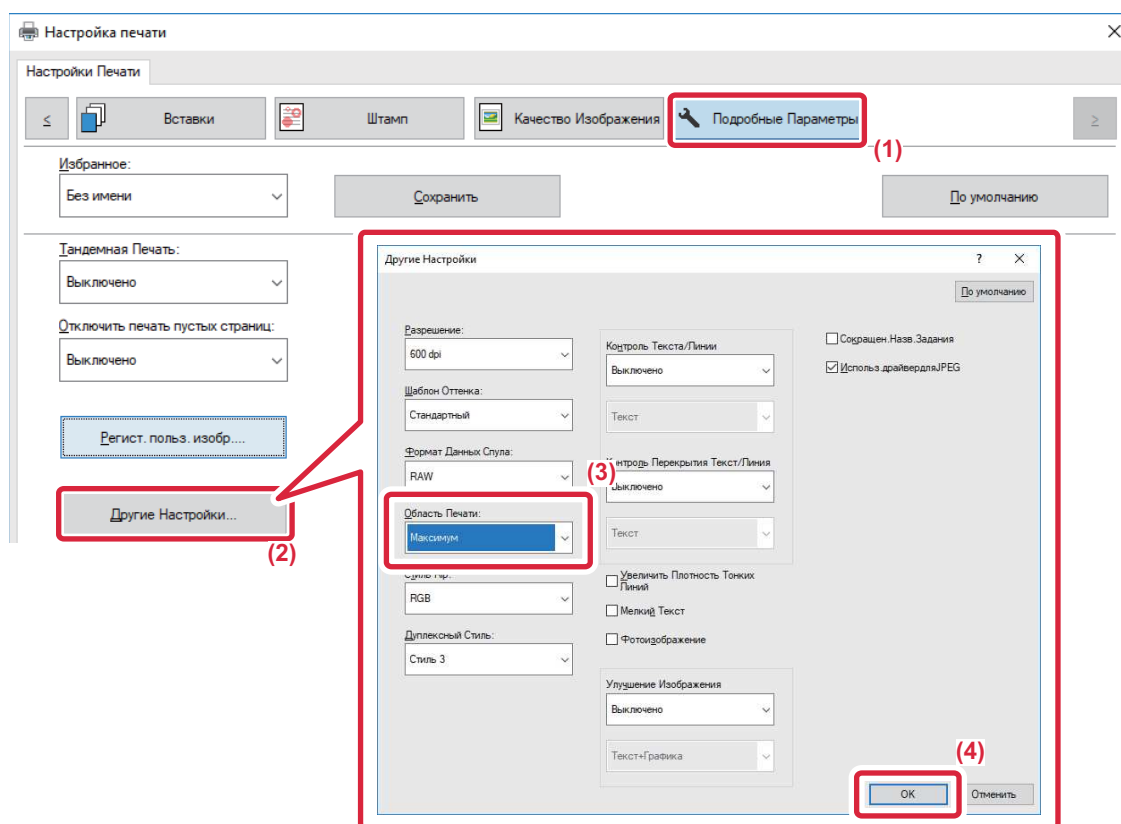 Настройка печати
Настройки Печати
<
Вставки
Штамп
Качество Изображения
Подробные Параметры
>
(1)
Избранное:
Без имени
Сохранить
По умолчанию
Тандемная Печать:
Выключено
Отключить печать пустых страниц:
Выключено
Регист. польз. изобр....
Другие Настройки...
(2)
Другие Настройки
?
По умолчанию
Разрешение:
600 dpi
Шаблон Оттенка:
Стандартный
Формат Данных Спула:
RAW
(3)
Область Печати:
Максимум
RGB
Дуплексный Стиль:
Стиль 3
Контроль Текста/Линии
Выключено
Текст
Контроль Перекрытия Текст/Линия
Выключено
Текст
Увеличить Плотность Тонких
Линий
Мелкий Текст
Фотоизображение
Улучшение Изображения
Выключено
Текст+Графика
Сокращен.Назв.Задания
Использ.драйвердляJPEG
(4)
OK
Отменить